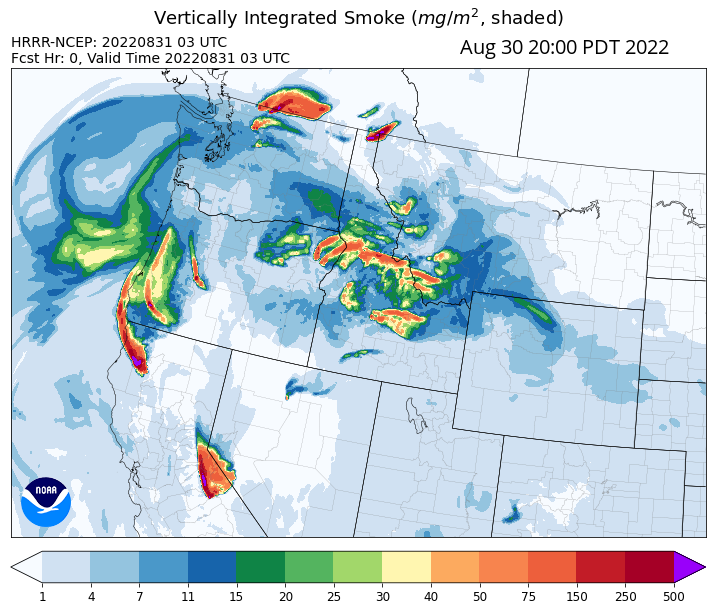 Vertically Integrated Smoke (mg/m², shaded)
HRRR-NCEP: 20220831 03 UTC
Aug 30 20:00 PDT 2022
Fcst Hr: 0, Valid Time 20220831 03 UTC
NOAA
1 4 7 11 15 20 25 30 40 50 75 150 250 500